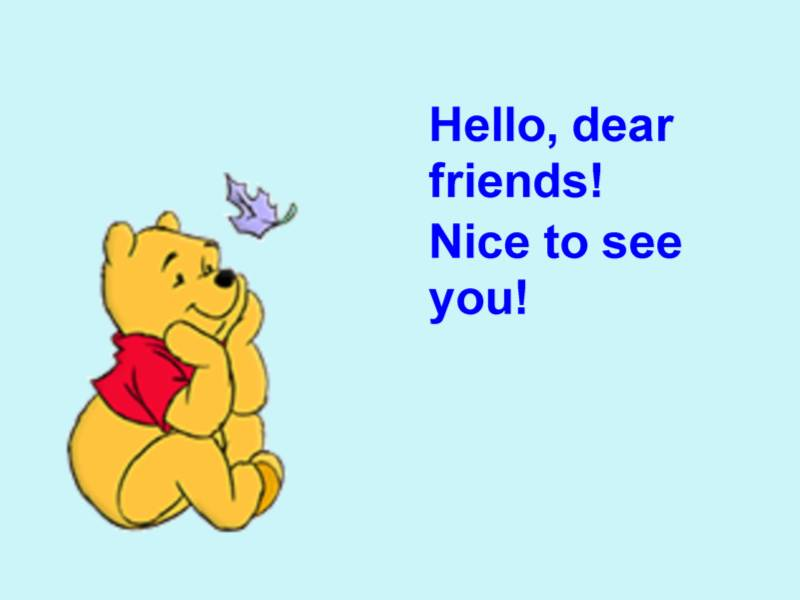 Hello, dear
friends!
Nice to see
you!